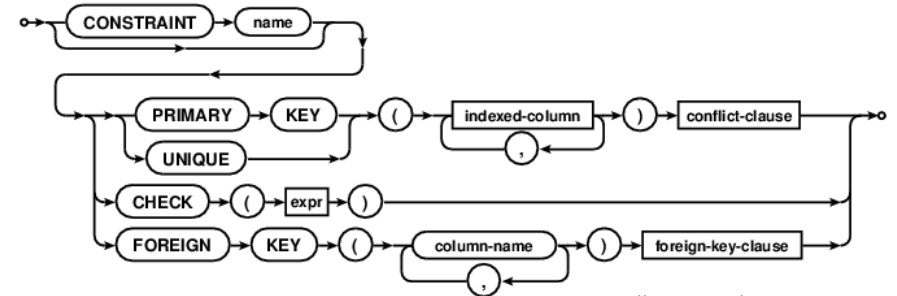 CONSTRAINT name
PRIMARY KEY ( indexed-column ) conflict-clause
,
UNIQUE
CHECK ( expr )
FOREIGN KEY ( column-name ) foreign-key-clause
,